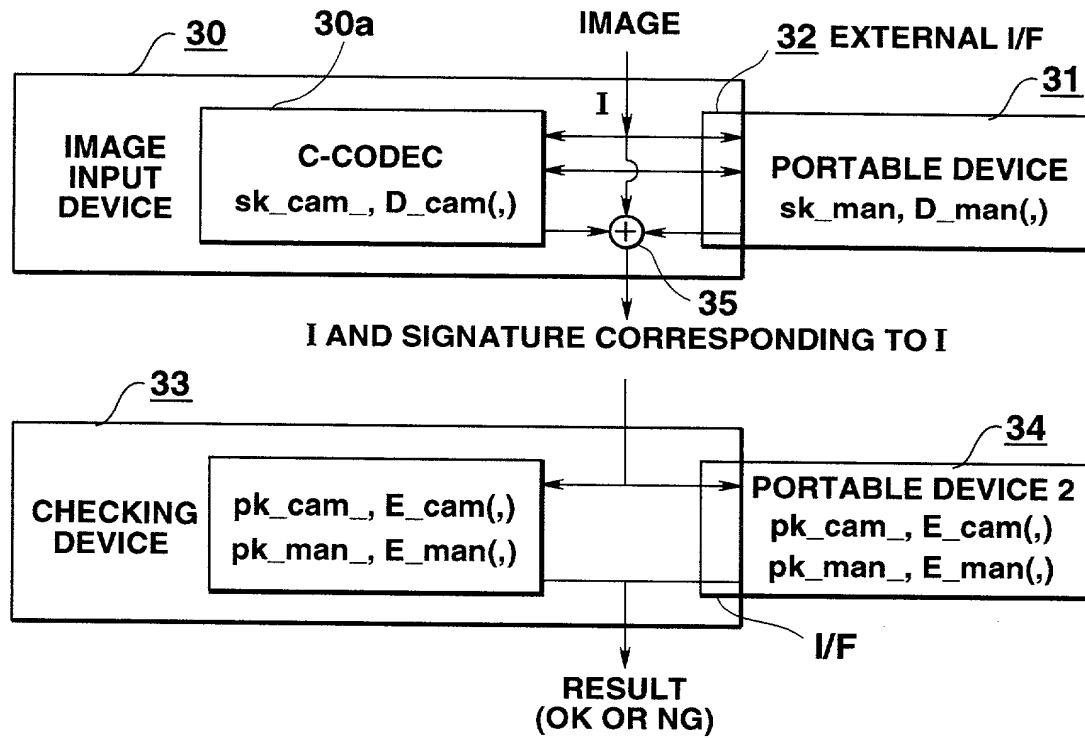 30
30a
IMAGE
32 EXTERNAL I/F
31
I
IMAGE
INPUT
DEVICE
C-CODEC
sk_cam_, D_cam(,)
PORTABLE DEVICE
sk_man, D_man(,)
35
I AND SIGNATURE CORRESPONDING TO I
33
34
CHECKING
DEVICE
pk_cam_, E_cam(,)
pk_man_, E_man(,)
PORTABLE DEVICE 2
pk_cam_, E_cam(,)
pk_man_, E_man(,)
I/F
RESULT
(OK OR NG)